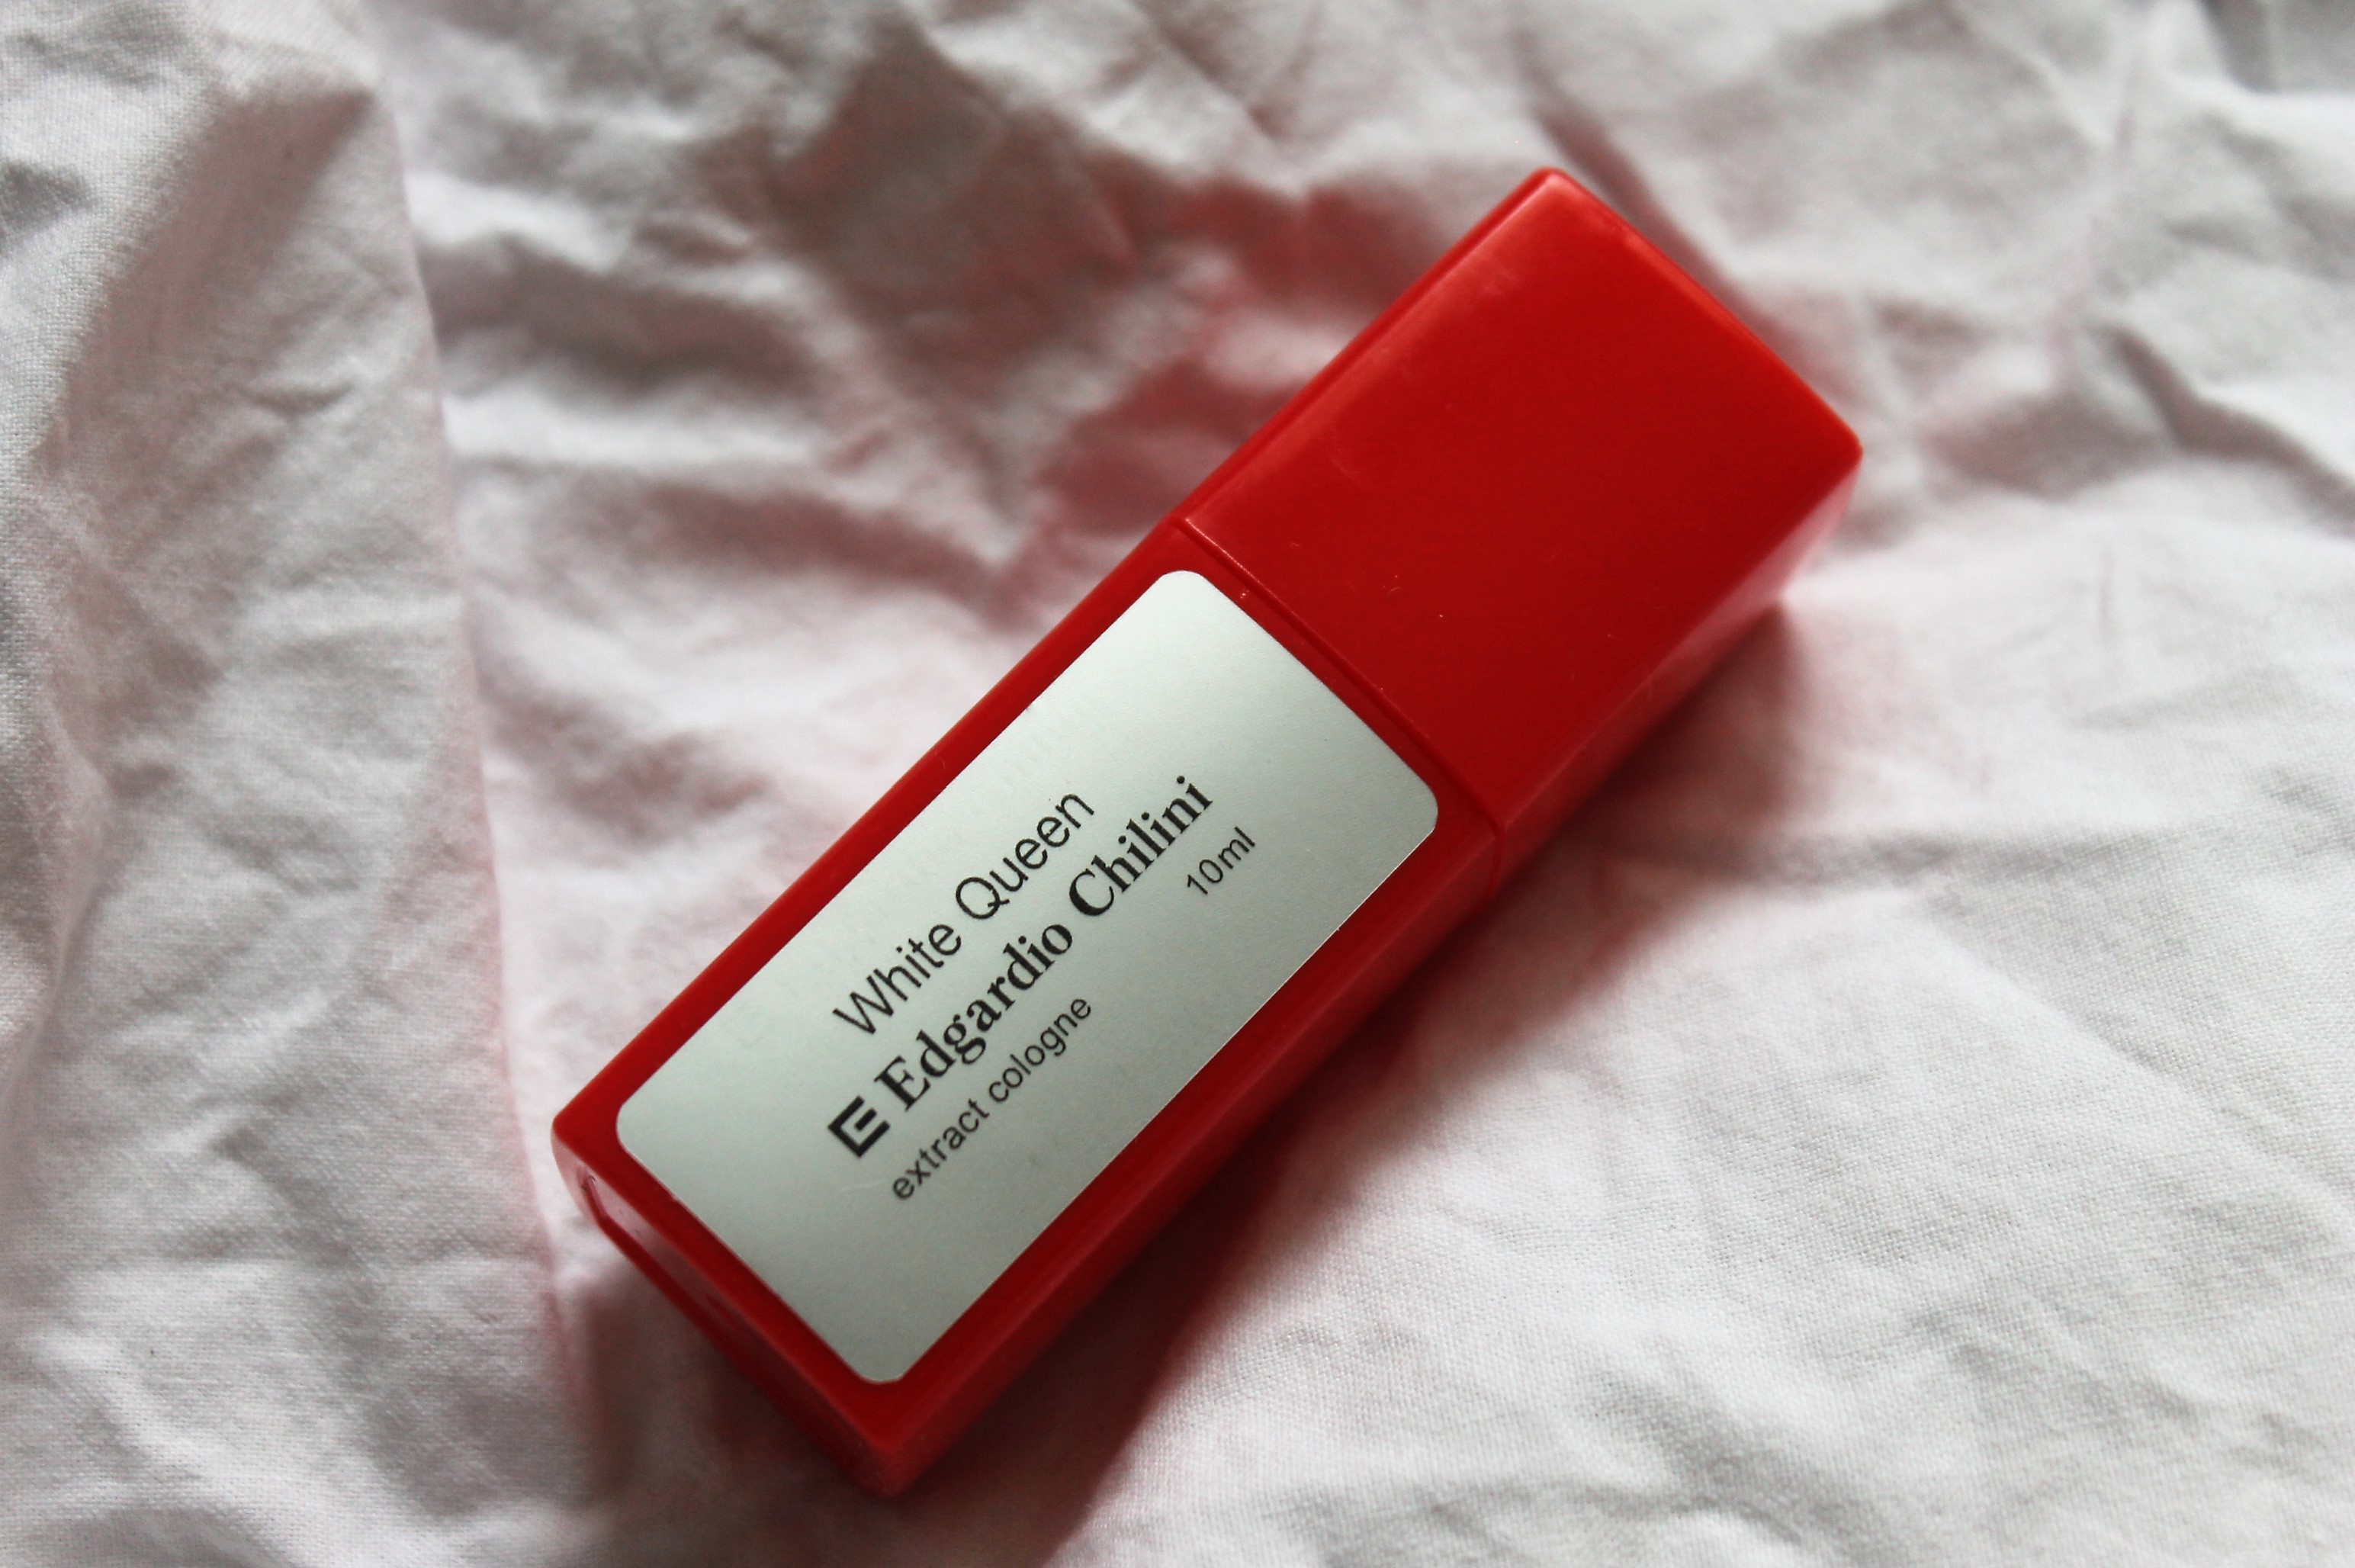 White Queen
E Edgardio Chilini
extract cologne 10ml